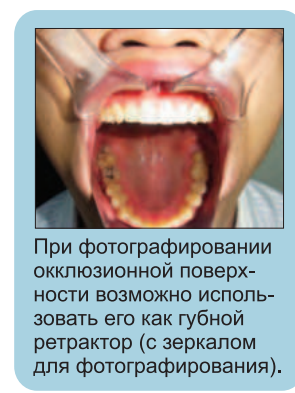 При фотографировании
окклюзионной поверх-
ности возможно исполь-
зовать его как губной
ретрактор (с зеркалом
для фотографирования).